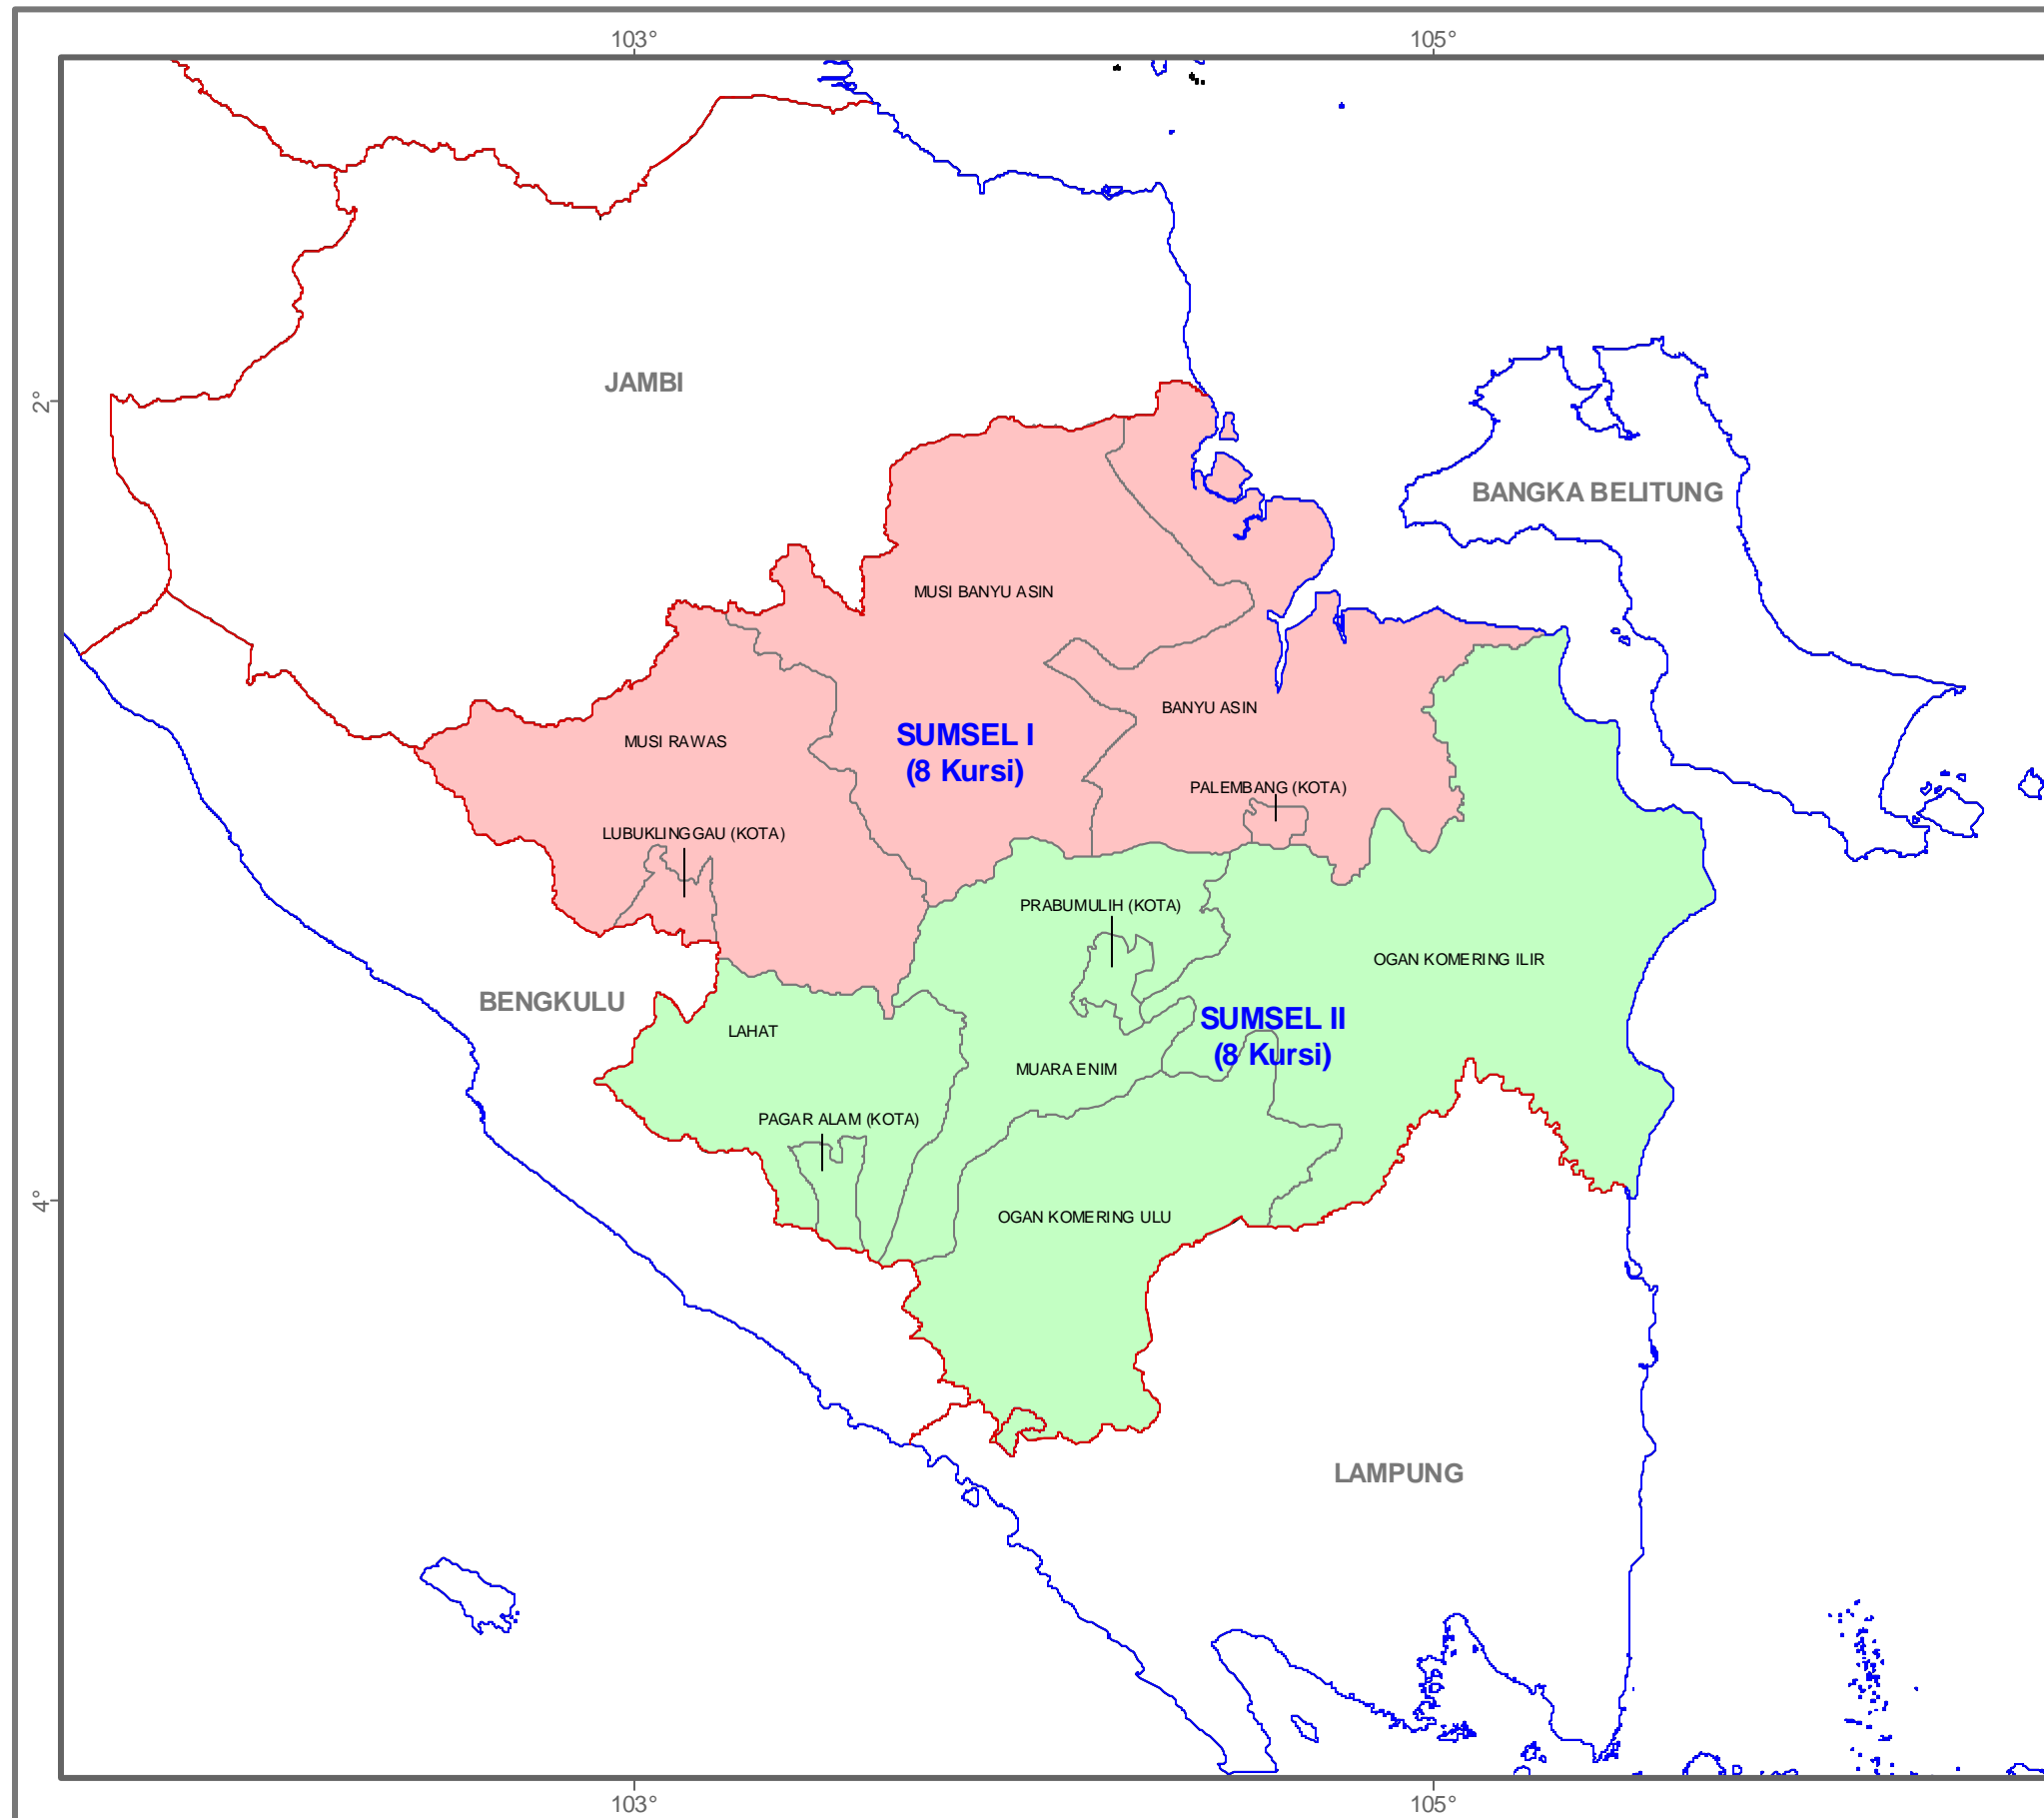 103°
105°
JAMBI
2°
BANGKA BELITUNG
MUSI BANYU ASIN
BANYU ASIN
SUMSEL I
(8 Kursi)
MUSI RAWAS
PALEMBANG (KOTA)
LUBUKLINGGAU (KOTA)
PRABUMULIH (KOTA)
OGAN KOMERING ILIR
BENGKULU
SUMSEL II
(8 Kursi)
LAHAT
MUARA ENIM
PAGAR ALAM (KOTA)
4°
OGAN KOMERING ULU
LAMPUNG
103°
105°